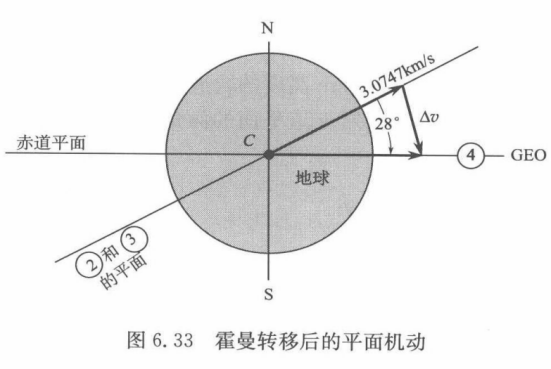 N
3.0747km/s
Δv
28°
赤道平面
C
④
GEO
地球
②和③
的平面
S
图 6.33 霍曼转移后的平面机动